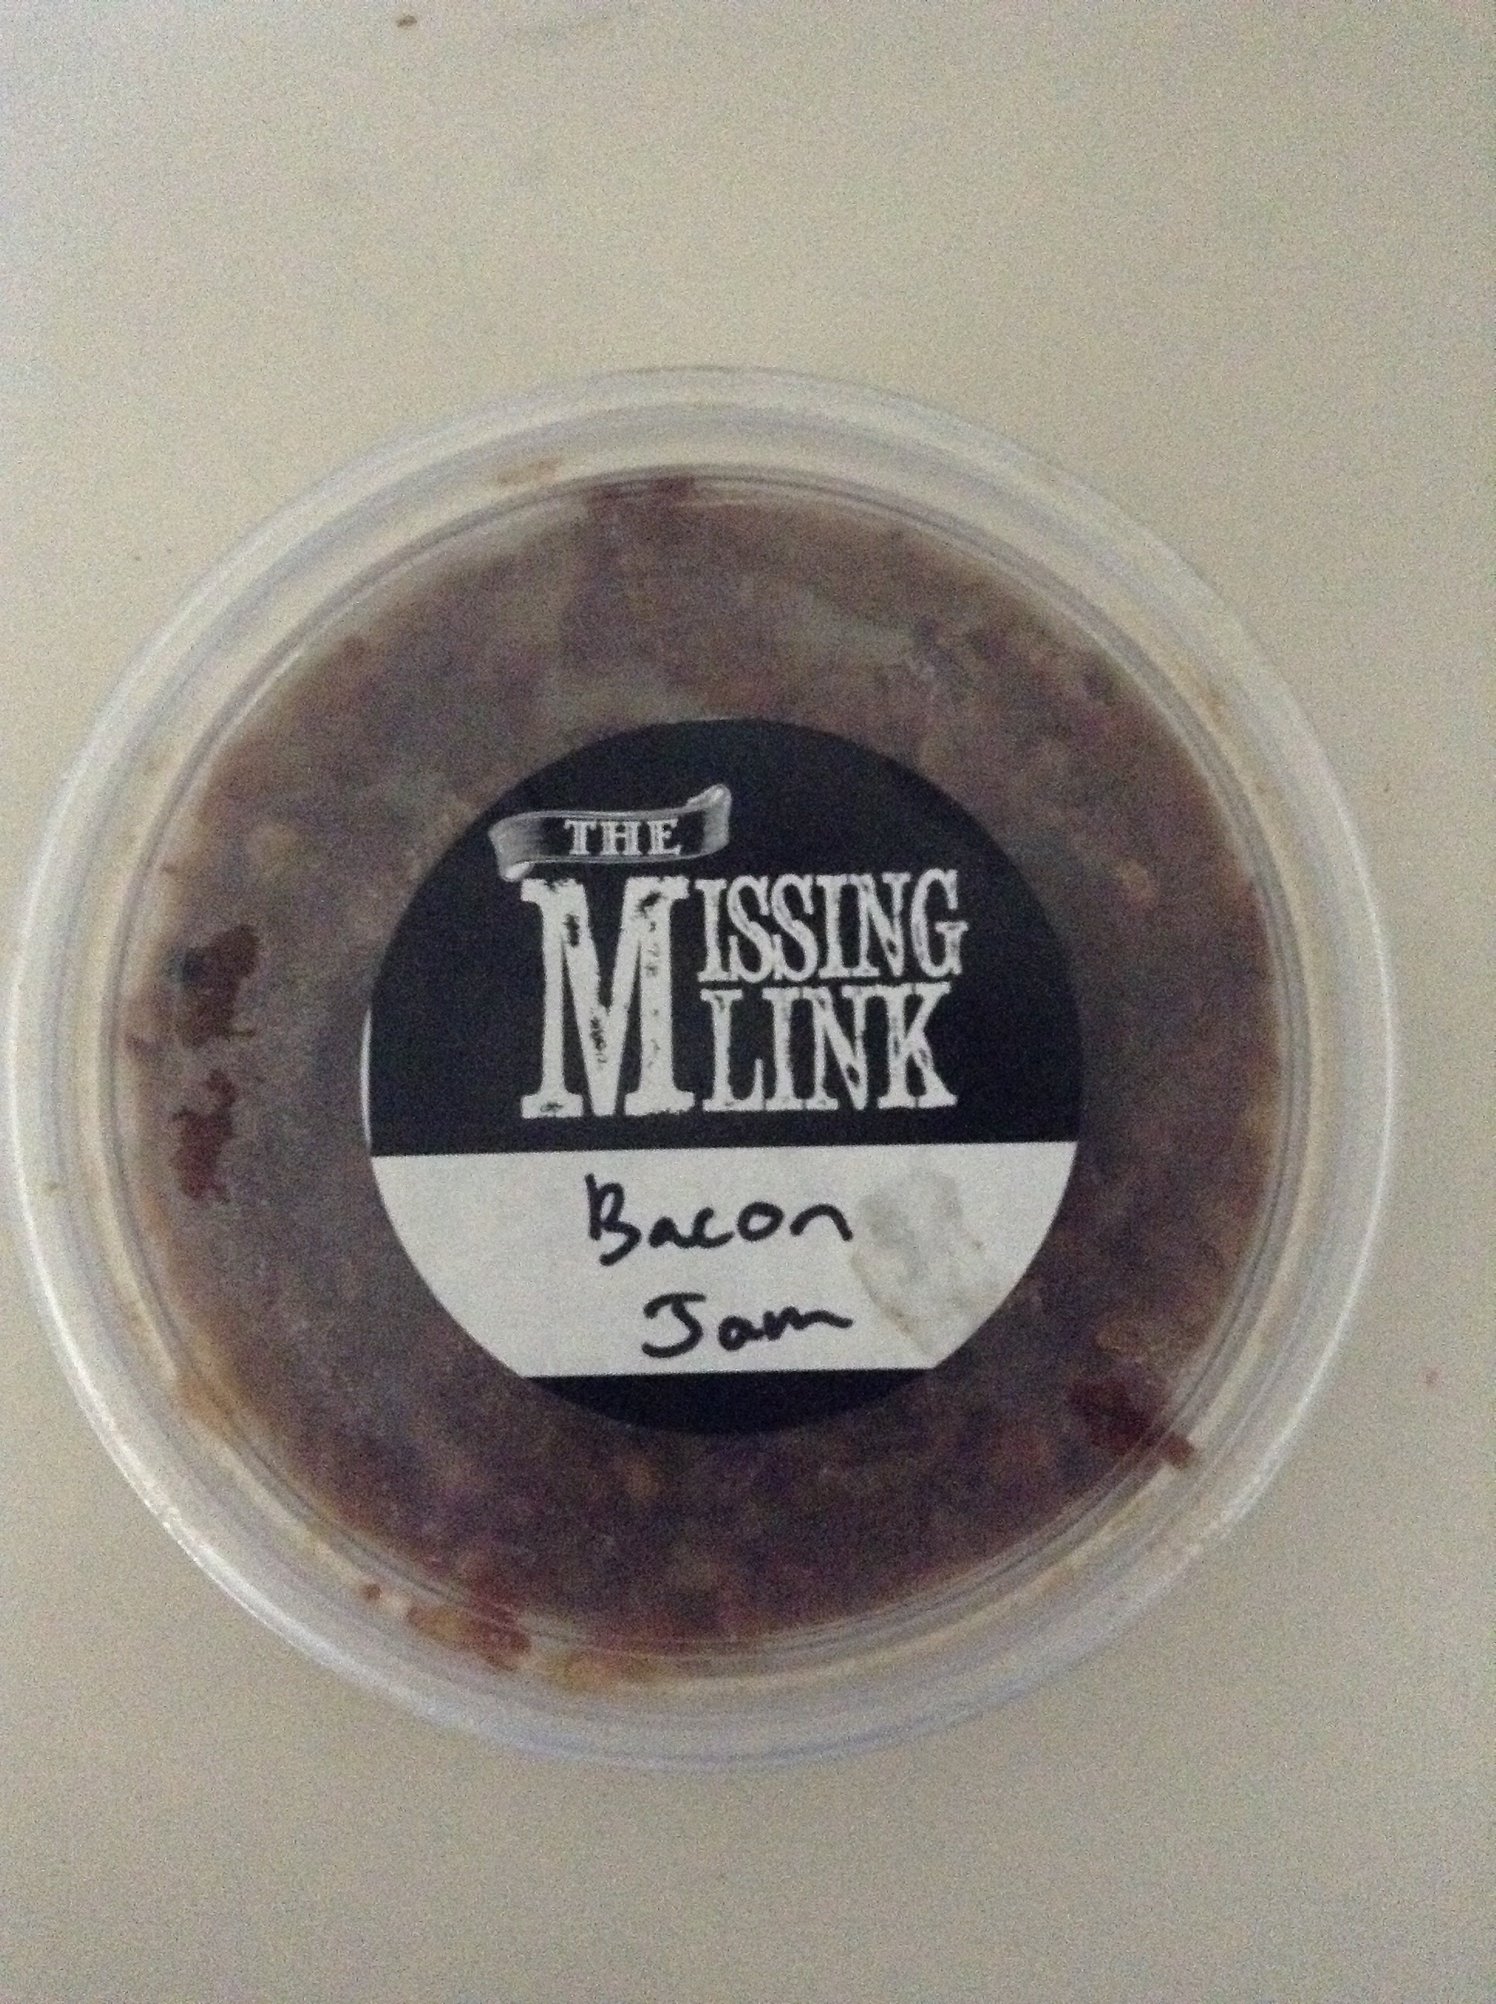 THE
MISSING
LINK
Bacon
Jam